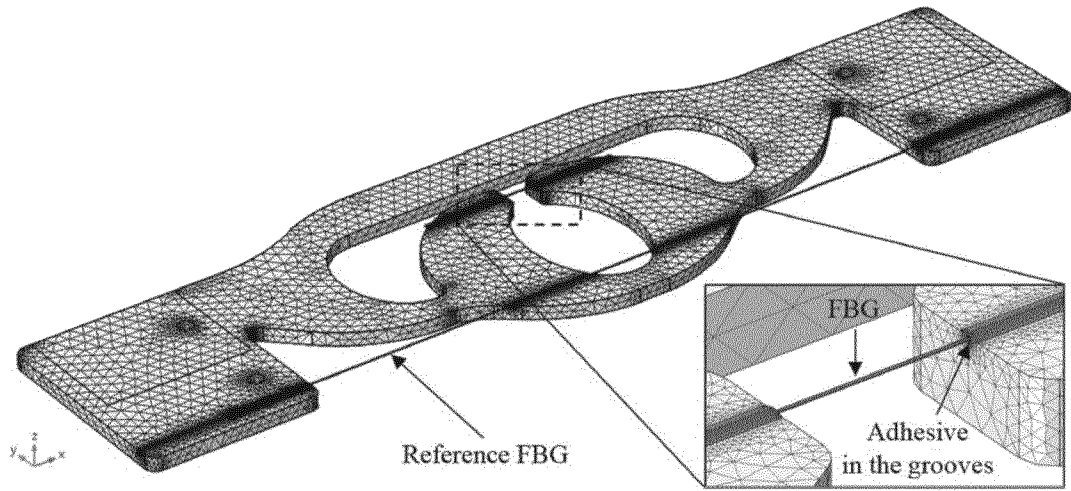 FBG
Adhesive
in the grooves
Reference FBG
z
y
x